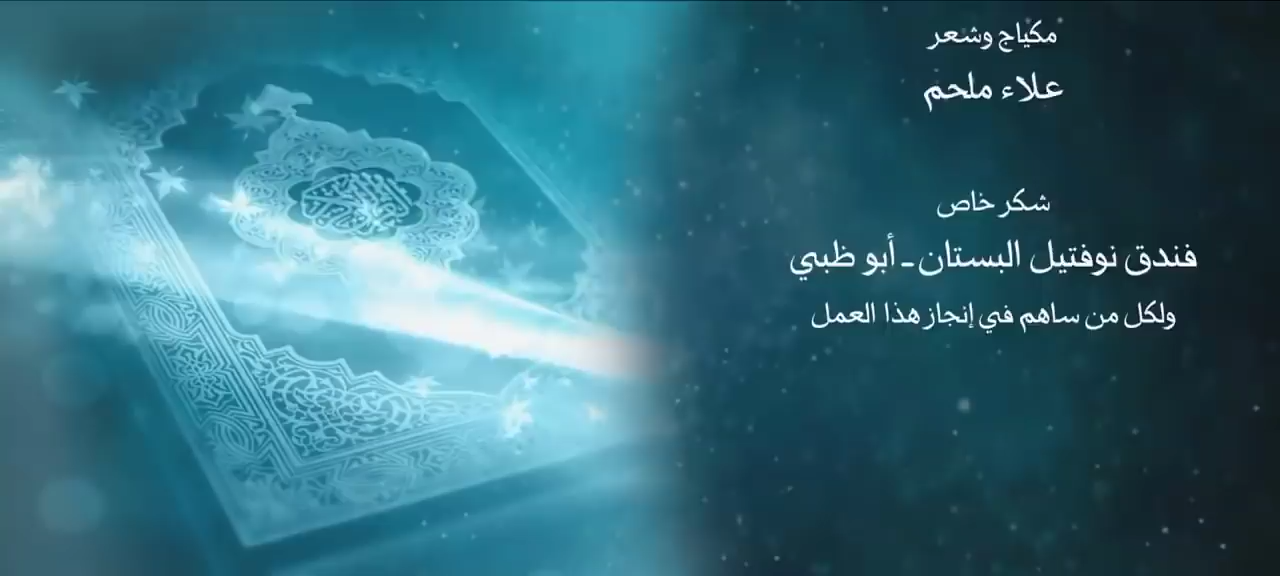 مكياج وشعر
علاء ملحم
شكر خاص
فندق نوفتيل البستان - أبو ظبي
ولكل من ساهم في إنجاز هذا العمل